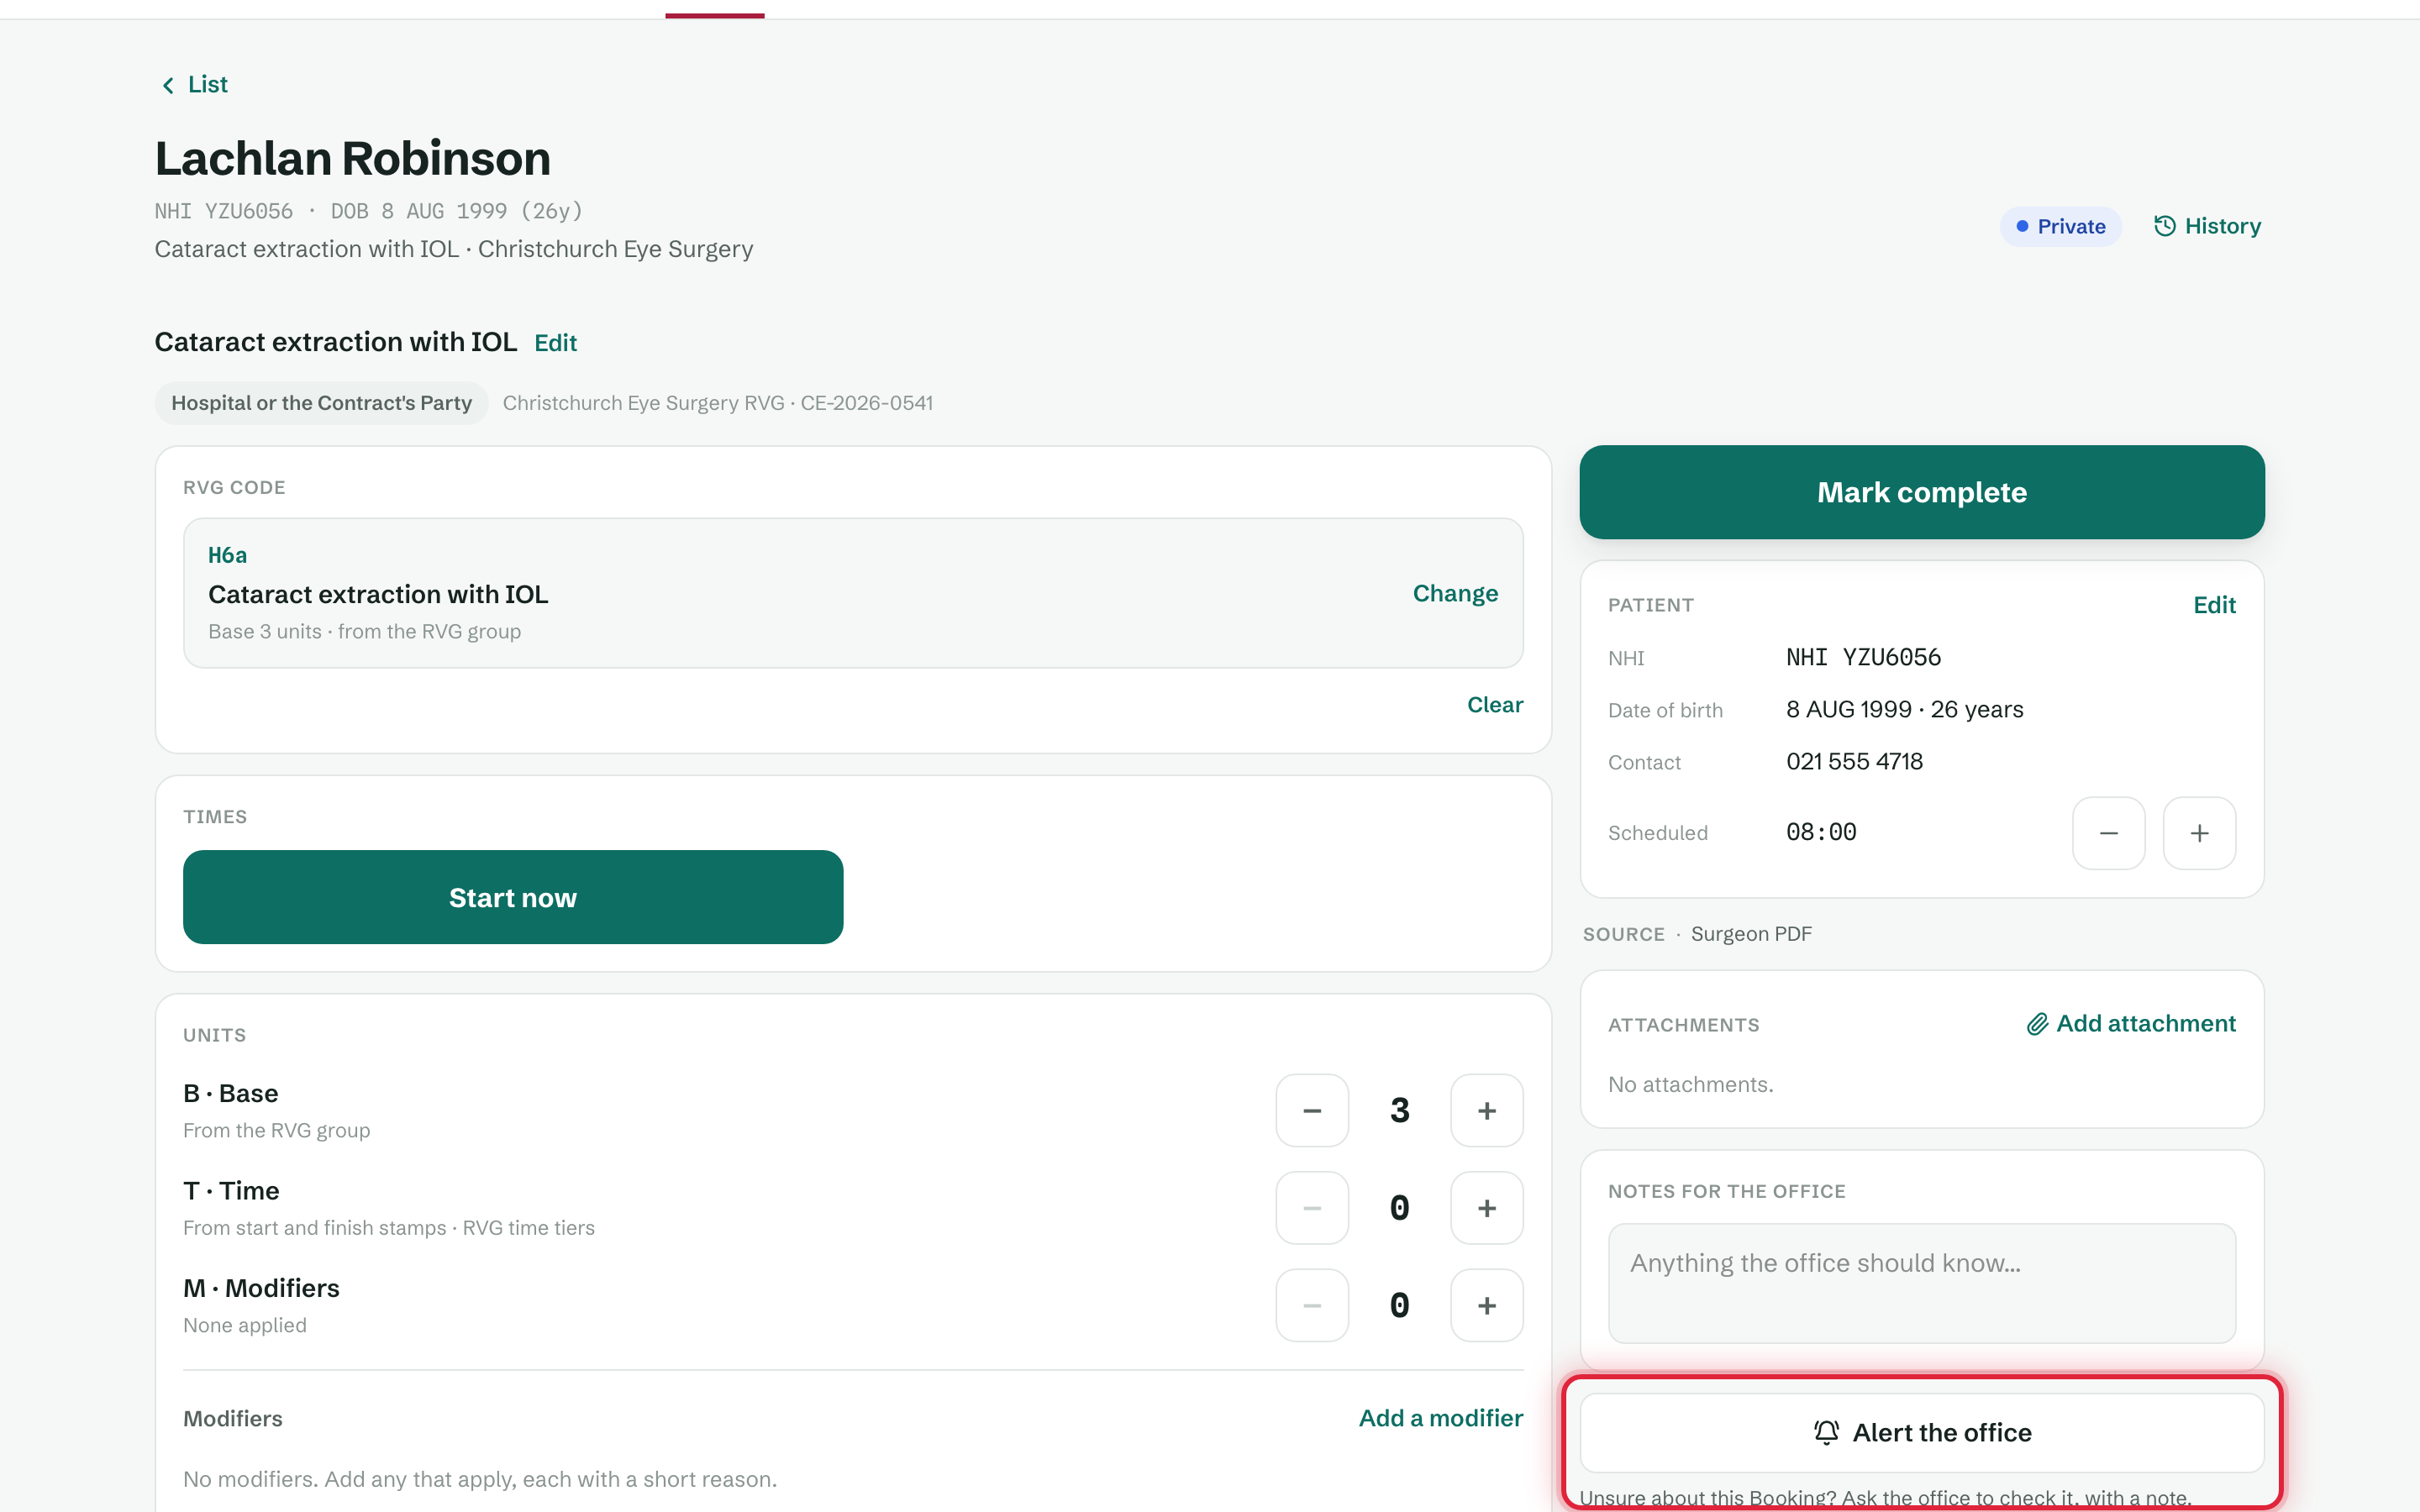 List
Lachlan Robinson
NHI YZU6056 · DOB 8 AUG 1999 (26y)
Cataract extraction with IOL · Christchurch Eye Surgery
Private
History
Cataract extraction with IOL Edit
Hospital or the Contract's Party Christchurch Eye Surgery RVG · CE-2026-0541
RVG CODE
H6a
Cataract extraction with IOL
Base 3 units · from the RVG group
Change
Clear
TIMES
Start now
UNITS
B · Base
From the RVG group
− 3 +
T · Time
From start and finish stamps · RVG time tiers
− 0 +
M · Modifiers
None applied
− 0 +
Modifiers
Add a modifier
No modifiers. Add any that apply, each with a short reason.
Mark complete
PATIENT
Edit
NHI NHI YZU6056
Date of birth 8 AUG 1999 · 26 years
Contact 021 555 4718
Scheduled 08:00 − +
SOURCE · Surgeon PDF
ATTACHMENTS
Add attachment
No attachments.
NOTES FOR THE OFFICE
Anything the office should know...
Alert the office
Unsure about this Booking? Ask the office to check it, with a note.